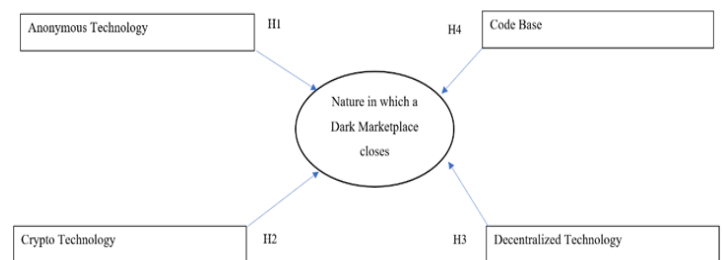 Anonymous Technology
H1
H4
Code Base
Nature in which a
Dark Marketplace
closes
Crypto Technology
H2
H3
Decentralized Technology